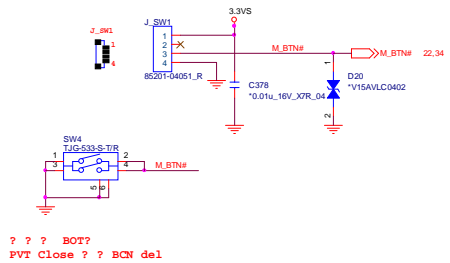 3.3VS
J_SW1
J_SW1
1
2
3
4
1
4
M_BTN#
M_BTN# 22,34
85201-04051_R
C378
*0.01u_16V_X7R_04
1
D20
*V15AVLC0402
2
SW4
TJG-533-S-T/R
1
3
2
4
5
6
M_BTN#
? ? ? BOT?
PVT Close ? ? BCN del